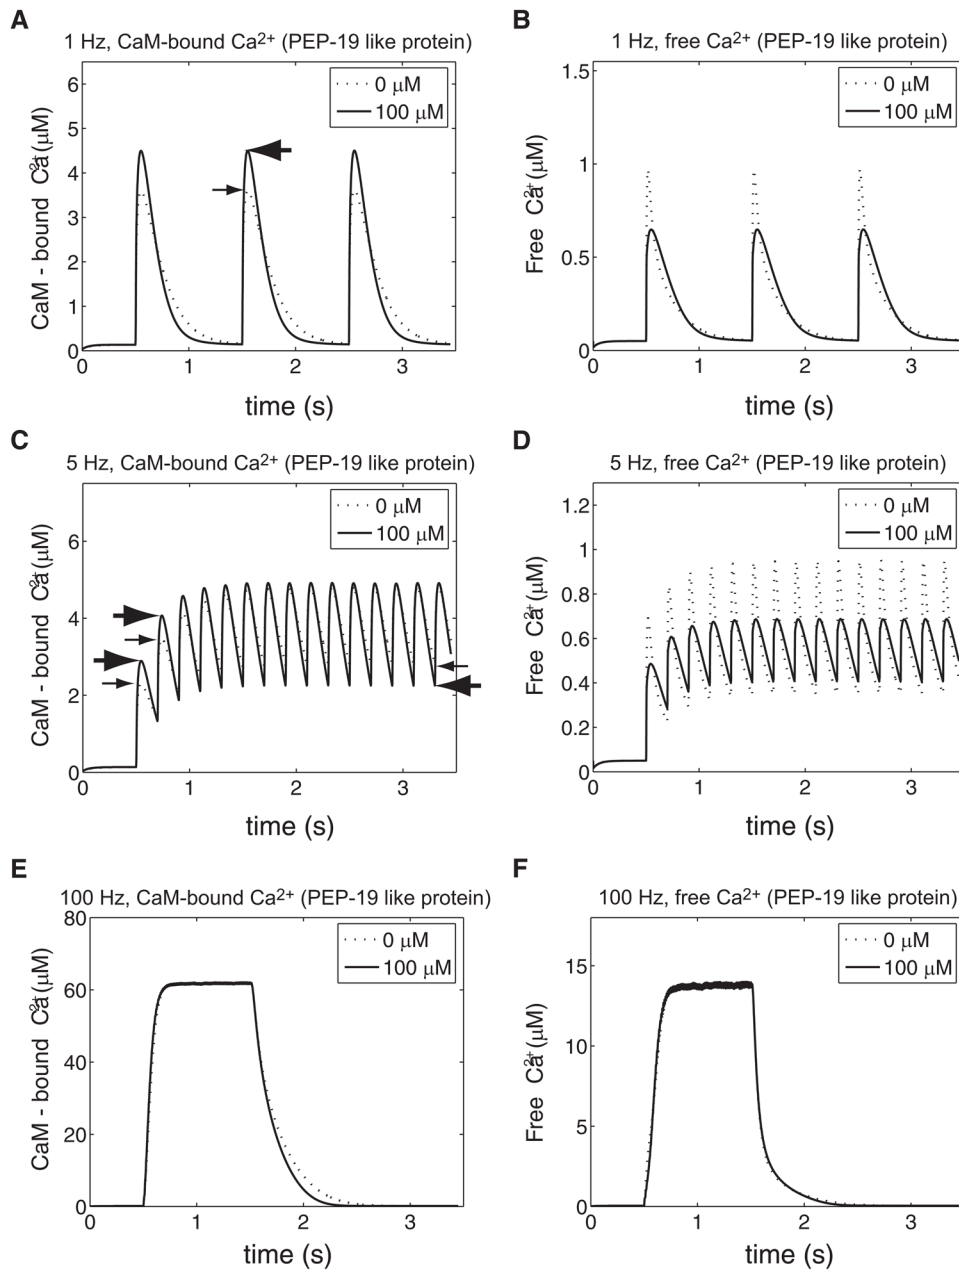 A
1 Hz, CaM-bound Ca2+ (PEP-19 like protein)
CaM - bound Ca2+ (μM)
6
5
4
3
2
1
0
0 μM
100 μM
1
2
3
time (s)
B
1 Hz, free Ca2+ (PEP-19 like protein)
Free Ca2+ (μM)
1.5
1
0.5
0
0 μM
100 μM
0
1
2
3
time (s)
C
5 Hz, CaM-bound Ca2+ (PEP-19 like protein)
CaM - bound Ca2+ (μM)
6
4
2
0
0 μM
100 μM
0
1
2
3
time (s)
D
5 Hz, free Ca2+ (PEP-19 like protein)
Free Ca2+ (μM)
1.2
1
0.8
0.6
0.4
0.2
0
0 μM
100 μM
0
1
2
3
time (s)
E
100 Hz, CaM-bound Ca2+ (PEP-19 like protein)
CaM - bound Ca2+ (μM)
80
60
40
20
0
0 μM
100 μM
0
1
2
3
time (s)
F
100 Hz, free Ca2+ (PEP-19 like protein)
Free Ca2+ (μM)
15
10
5
0
0 μM
100 μM
0
1
2
3
time (s)